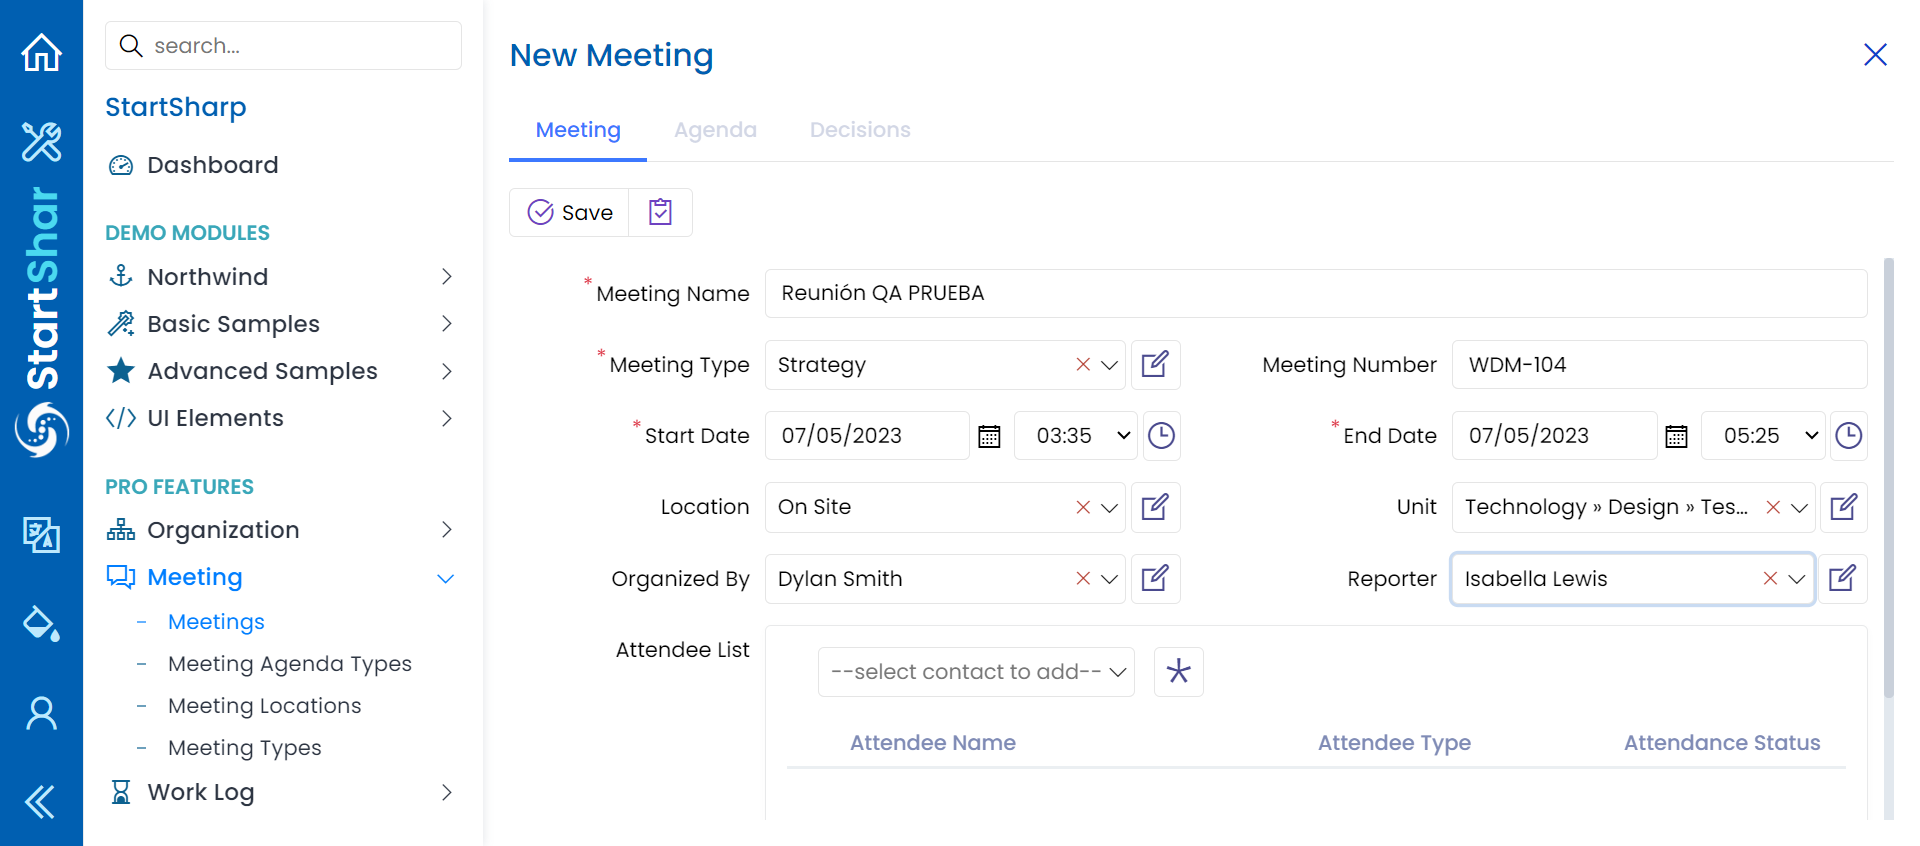 StartShar
search...
StartSharp
Dashboard
DEMO MODULES
Northwind
Basic Samples
Advanced Samples
UI Elements
PRO FEATURES
Organization
Meeting
- Meetings
- Meeting Agenda Types
- Meeting Locations
- Meeting Types
Work Log
New Meeting
Meeting Agenda Decisions
Save
* Meeting Name Reunión QA PRUEBA
* Meeting Type Strategy Meeting Number WDM-104
* Start Date 07/05/2023 03:35 * End Date 07/05/2023 05:25
Location On Site Unit Technology » Design » Tes...
Organized By Dylan Smith Reporter Isabella Lewis
Attendee List --select contact to add--
Attendee Name Attendee Type Attendance Status